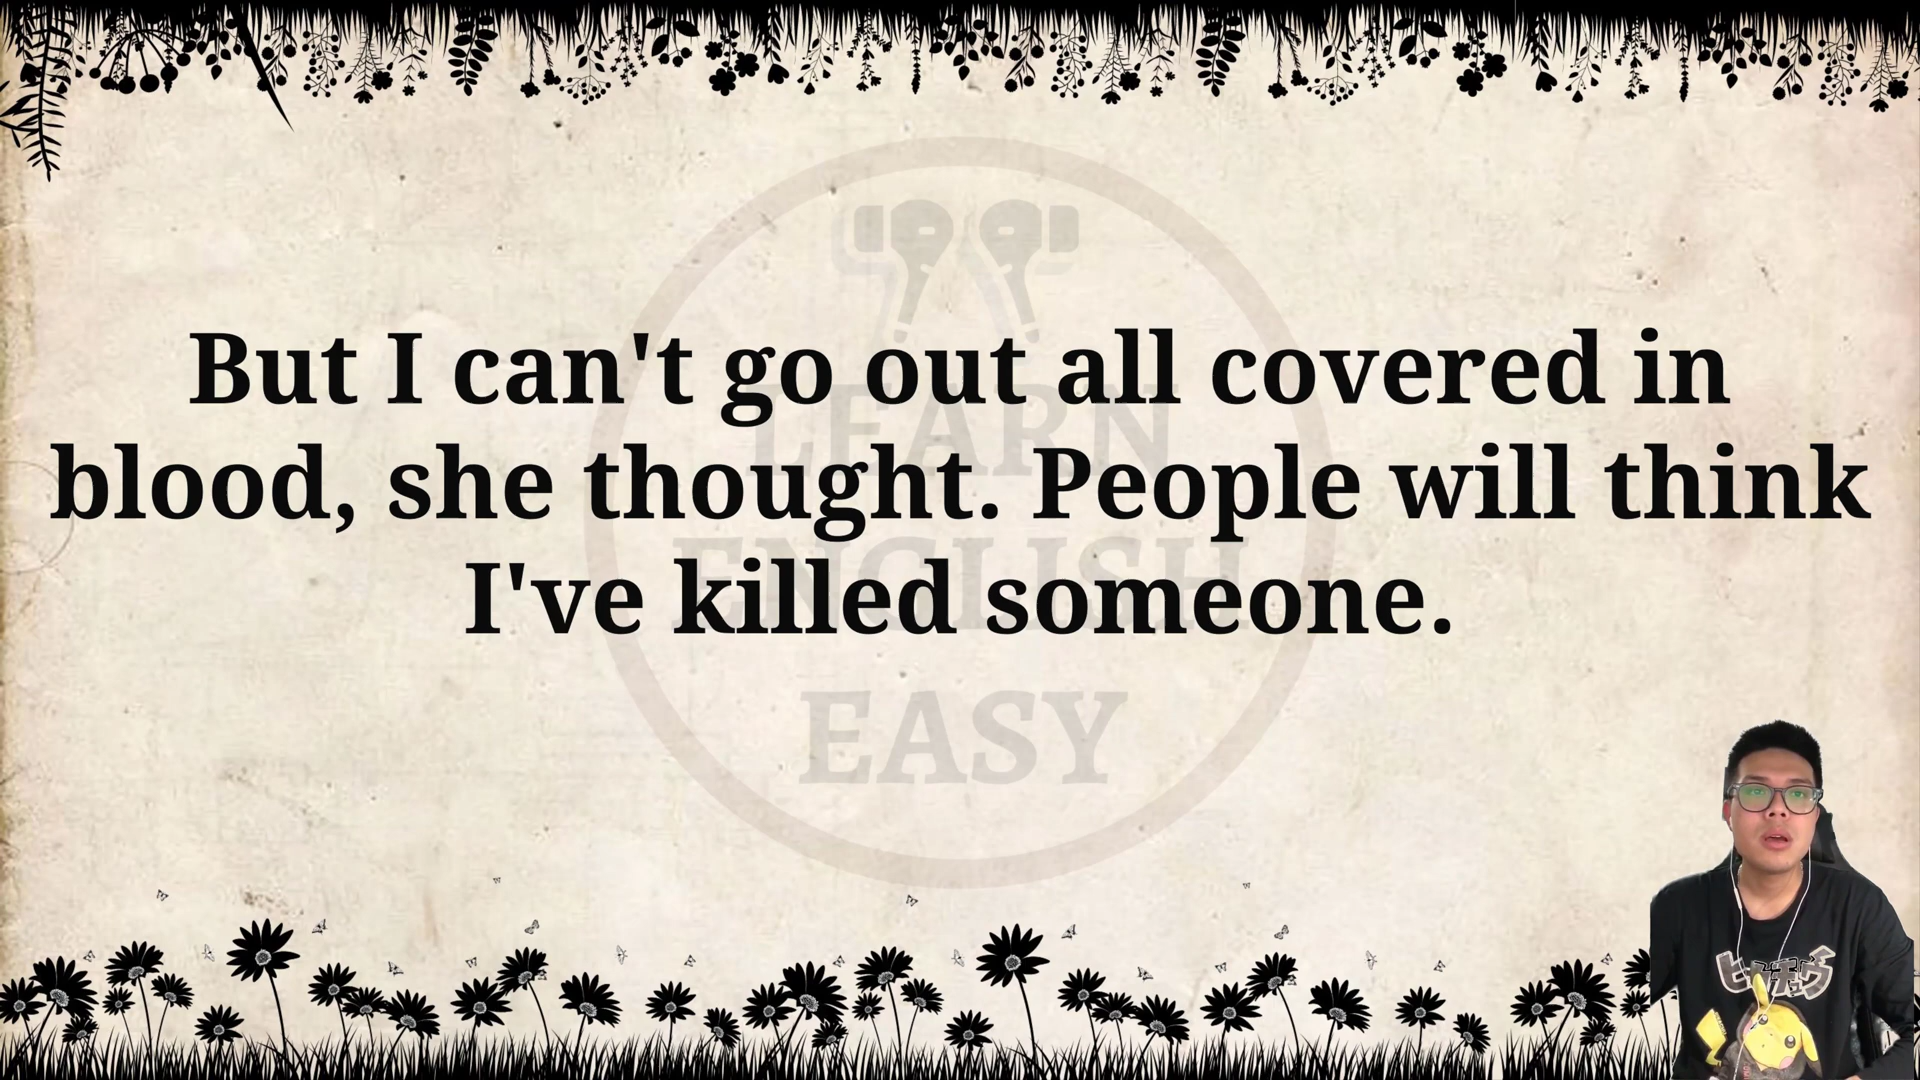 But I can't go out all covered in
blood, she thought. People will think
I've killed someone.
LEARN
ENGLISH
EASY